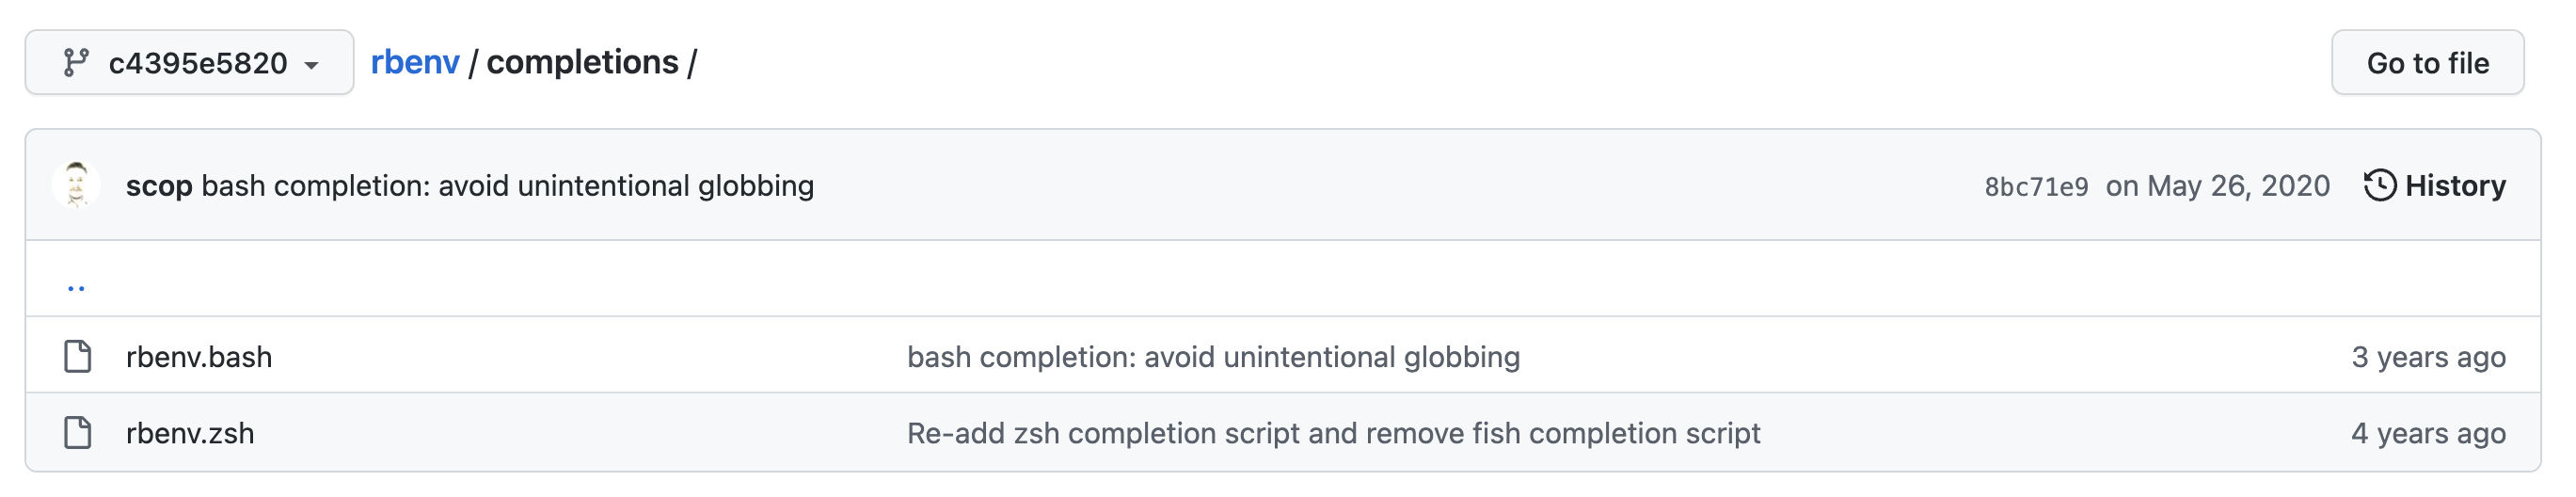 c4395e5820 rbenv / completions / Go to file
scop bash completion: avoid unintentional globbing 8bc71e9 on May 26, 2020 History
..
rbenv.bash bash completion: avoid unintentional globbing 3 years ago
rbenv.zsh Re-add zsh completion script and remove fish completion script 4 years ago